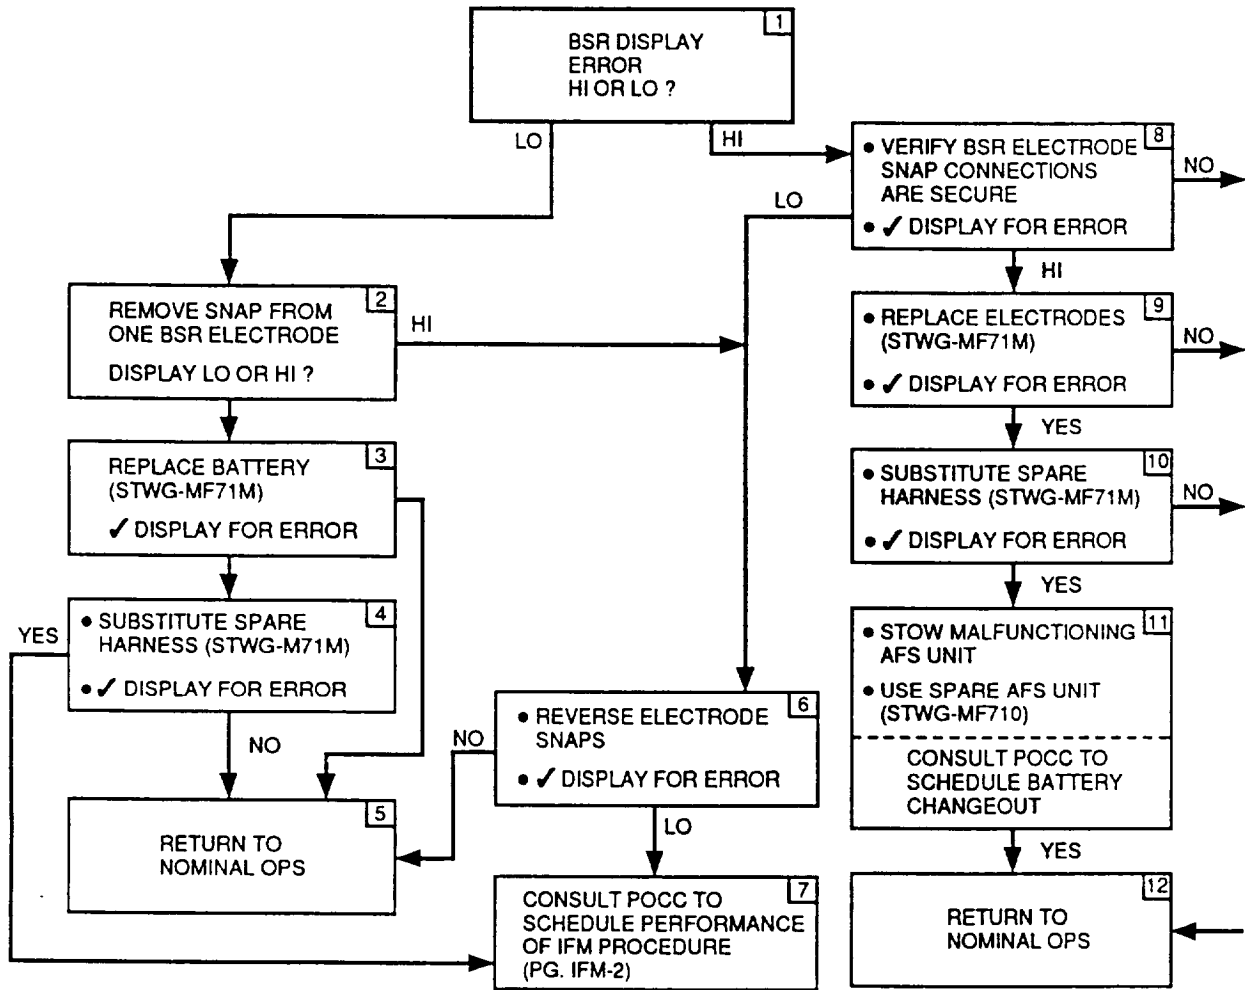 1
BSR DISPLAY
ERROR
HI OR LO ?
LO
HI
8
• VERIFY BSR ELECTRODE
SNAP CONNECTIONS
ARE SECURE
• ✓ DISPLAY FOR ERROR
NO
LO
HI
2
REMOVE SNAP FROM
ONE BSR ELECTRODE
DISPLAY LO OR HI ?
HI
9
• REPLACE ELECTRODES
(STWG-MF71M)
• ✓ DISPLAY FOR ERROR
NO
YES
3
REPLACE BATTERY
(STWG-MF71M)
✓ DISPLAY FOR ERROR
10
• SUBSTITUTE SPARE
HARNESS (STWG-MF71M)
• ✓ DISPLAY FOR ERROR
NO
YES
4
• SUBSTITUTE SPARE
HARNESS (STWG-M71M)
• ✓ DISPLAY FOR ERROR
YES
NO
11
• STOW MALFUNCTIONING
AFS UNIT
• USE SPARE AFS UNIT
(STWG-MF710)
CONSULT POCC TO
SCHEDULE BATTERY
CHANGEOUT
YES
6
• REVERSE ELECTRODE
SNAPS
• ✓ DISPLAY FOR ERROR
NO
LO
5
RETURN TO
NOMINAL OPS
7
CONSULT POCC TO
SCHEDULE PERFORMANCE
OF IFM PROCEDURE
(PG. IFM-2)
12
RETURN TO
NOMINAL OPS